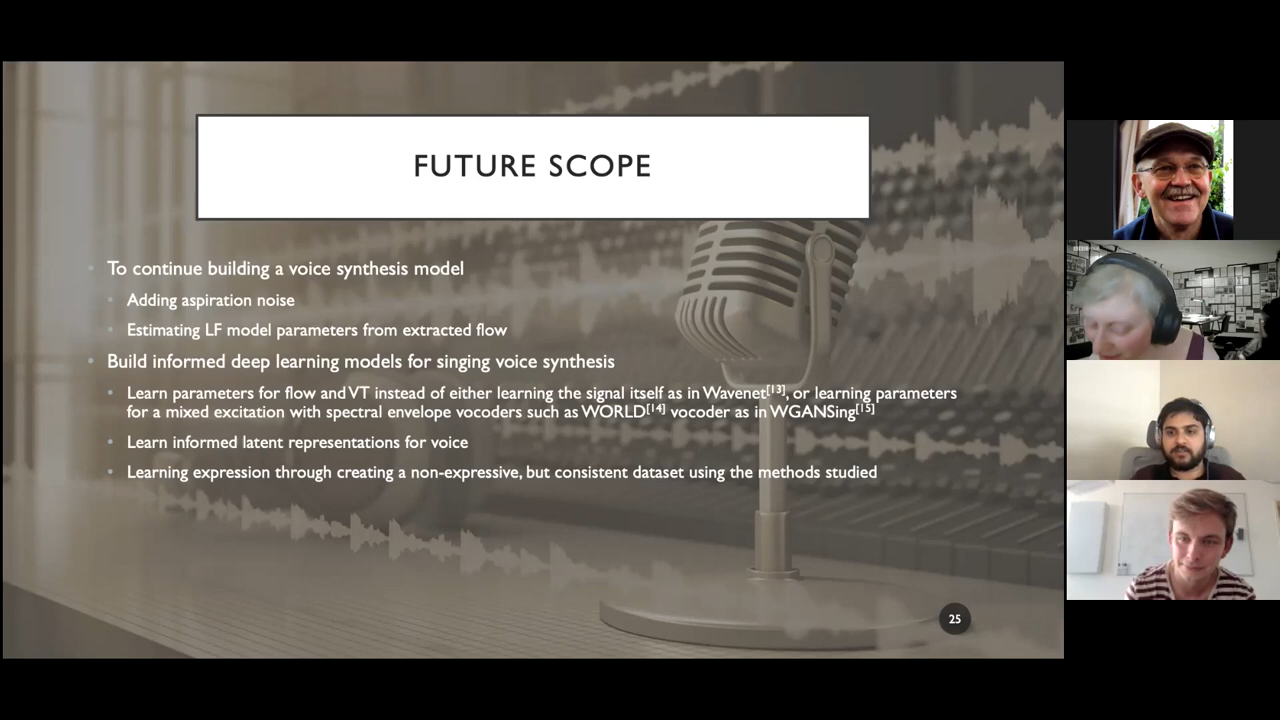 FUTURE SCOPE
To continue building a voice synthesis model
Adding aspiration noise
Estimating LF model parameters from extracted flow
Build informed deep learning models for singing voice synthesis
Learn parameters for flow and VT instead of either learning the signal itself as in Wavenet[13], or learning parameters
for a mixed excitation with spectral envelope vocoders such as WORLD[14] vocoder as in WGANSing[15]
Learn informed latent representations for voice
Learning expression through creating a non-expressive, but consistent dataset using the methods studied
25